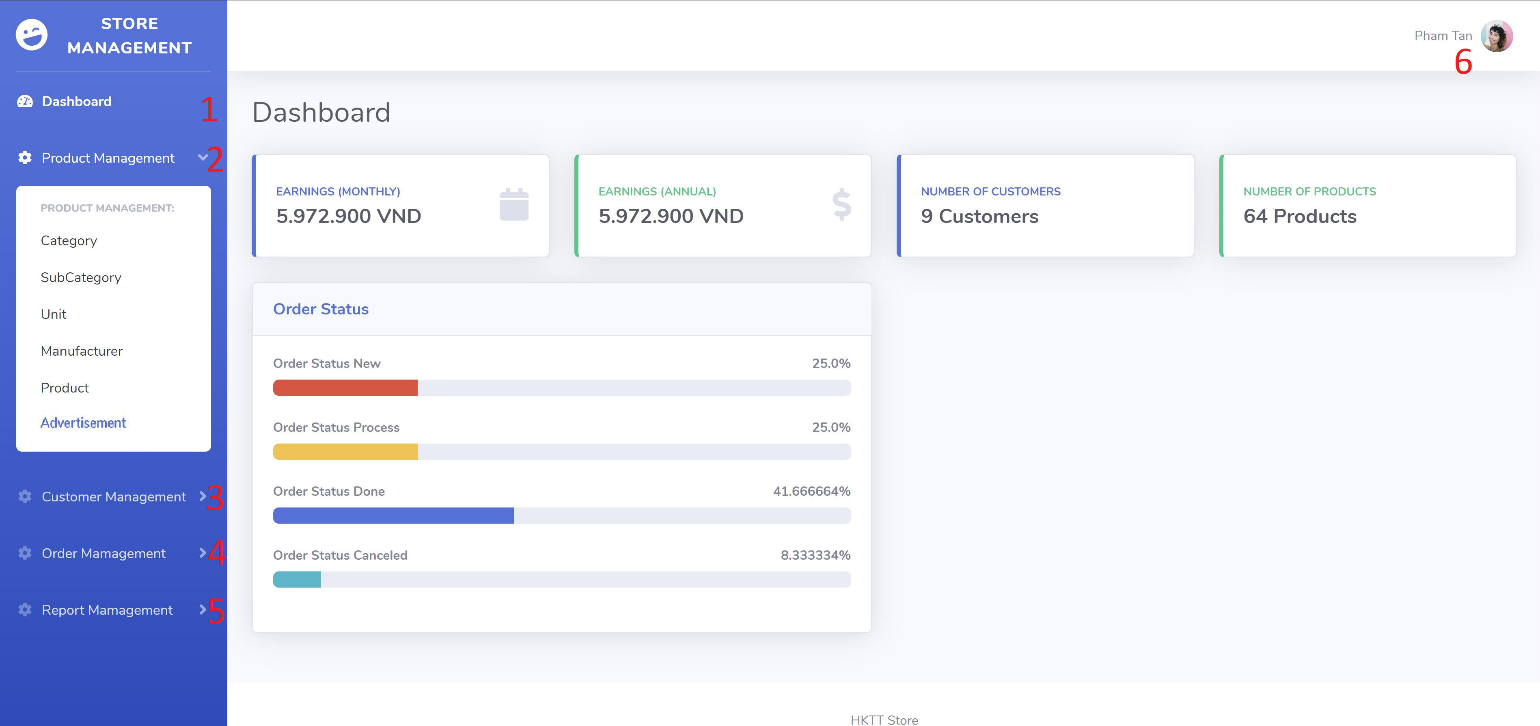 STORE
MANAGEMENT
Pham Tan
6
Dashboard
1
Product Management
2
PRODUCT MANAGEMENT:
Category
SubCategory
Unit
Manufacturer
Product
Advertisement
Customer Management
3
Order Mamagement
4
Report Mamagement
5
Dashboard
EARNINGS (MONTHLY)
5.972.900 VND
EARNINGS (ANNUAL)
5.972.900 VND
$
NUMBER OF CUSTOMERS
9 Customers
NUMBER OF PRODUCTS
64 Products
Order Status
Order Status New 25.0%
Order Status Process 25.0%
Order Status Done 41.666664%
Order Status Canceled 8.333334%
HKTT Store